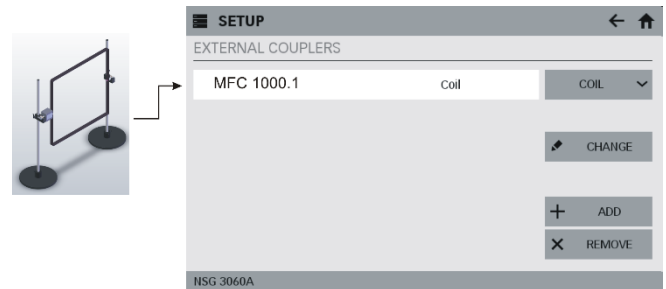 SETUP
EXTERNAL COUPLERS
MFC 1000.1 Coil COIL
CHANGE
ADD
REMOVE
NSG 3060A